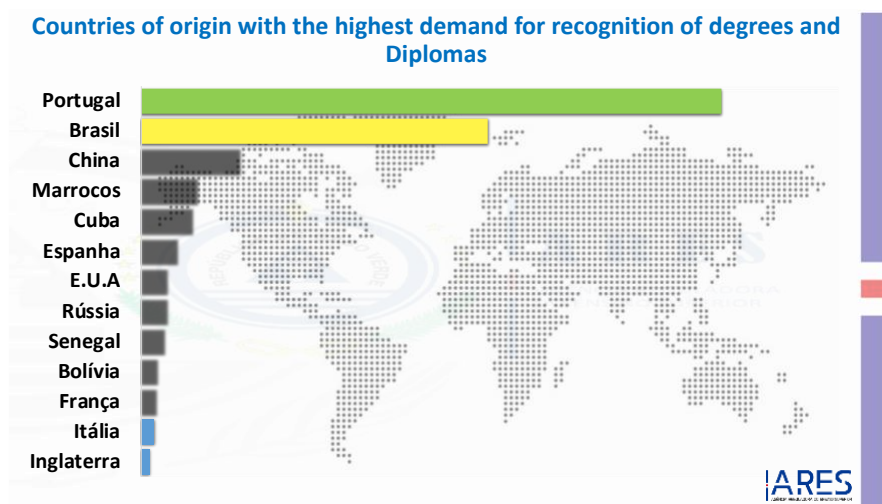 Countries of origin with the highest demand for recognition of degrees and
Diplomas
Portugal
Brasil
China
Marrocos
Cuba
Espanha
E.U.A
Rússia
Senegal
Bolívia
França
Itália
Inglaterra
ARES